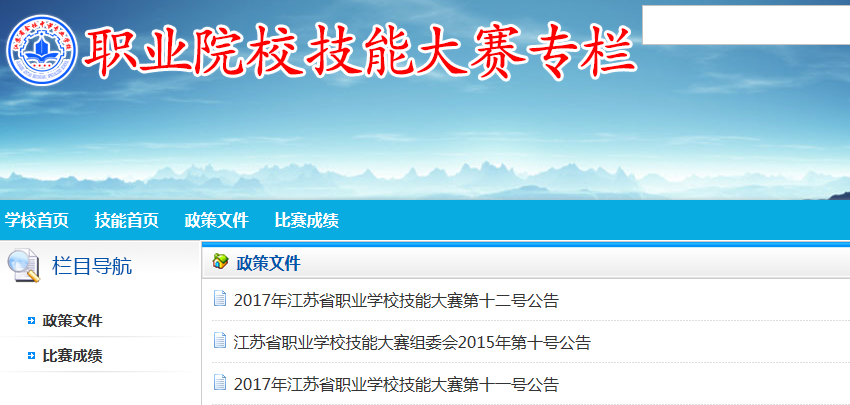 职业院校技能大赛专栏
学校首页 技能首页 政策文件 比赛成绩
栏目导航
政策文件
比赛成绩
政策文件
2017年江苏省职业学校技能大赛第十二号公告
江苏省职业学校技能大赛组委会2015年第十号公告
2017年江苏省职业学校技能大赛第十一号公告